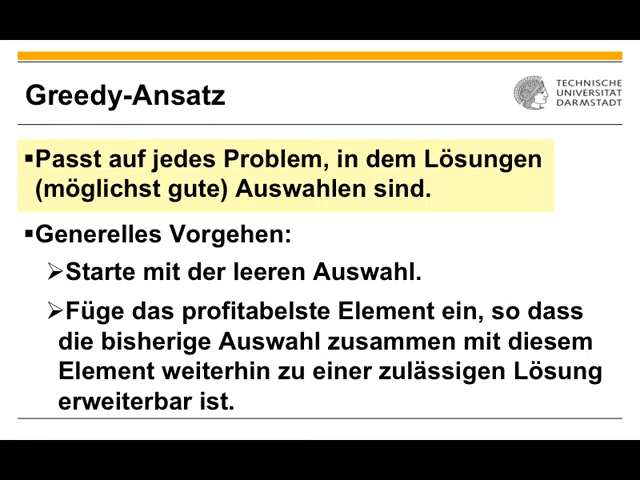 Greedy-Ansatz
TECHNISCHE
UNIVERSITÄT
DARMSTADT
▪Passt auf jedes Problem, in dem Lösungen
(möglichst gute) Auswahlen sind.
▪Generelles Vorgehen:
➢Starte mit der leeren Auswahl.
➢Füge das profitabelste Element ein, so dass
die bisherige Auswahl zusammen mit diesem
Element weiterhin zu einer zulässigen Lösung
erweiterbar ist.